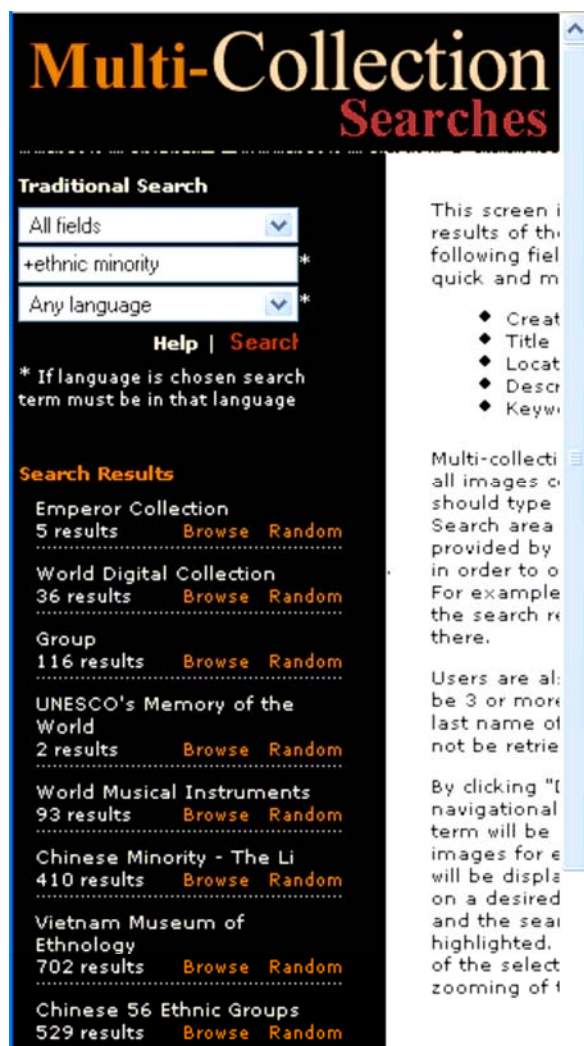 Multi-Collection
Searches
Traditional Search
All fields
+ethnic minority *
Any language *
Help | Search
* If language is chosen search
term must be in that language
Search Results
Emperor Collection
5 results Browse Random
World Digital Collection
36 results Browse Random
Group
116 results Browse Random
UNESCO's Memory of the
World
2 results Browse Random
World Musical Instruments
93 results Browse Random
Chinese Minority - The Li
410 results Browse Random
Vietnam Museum of
Ethnology
702 results Browse Random
Chinese 56 Ethnic Groups
529 results Browse Random
This screen
results of
following
quick and
Title
Multi-collecti
all images
should type
Search area
provided by
in order to
For example
the search
there.
Users are
be 3 or more
last name of
not be
By clicking
navigational
term will be
images for
will be
on a desired
and the
highlighted.
of the select
zooming of